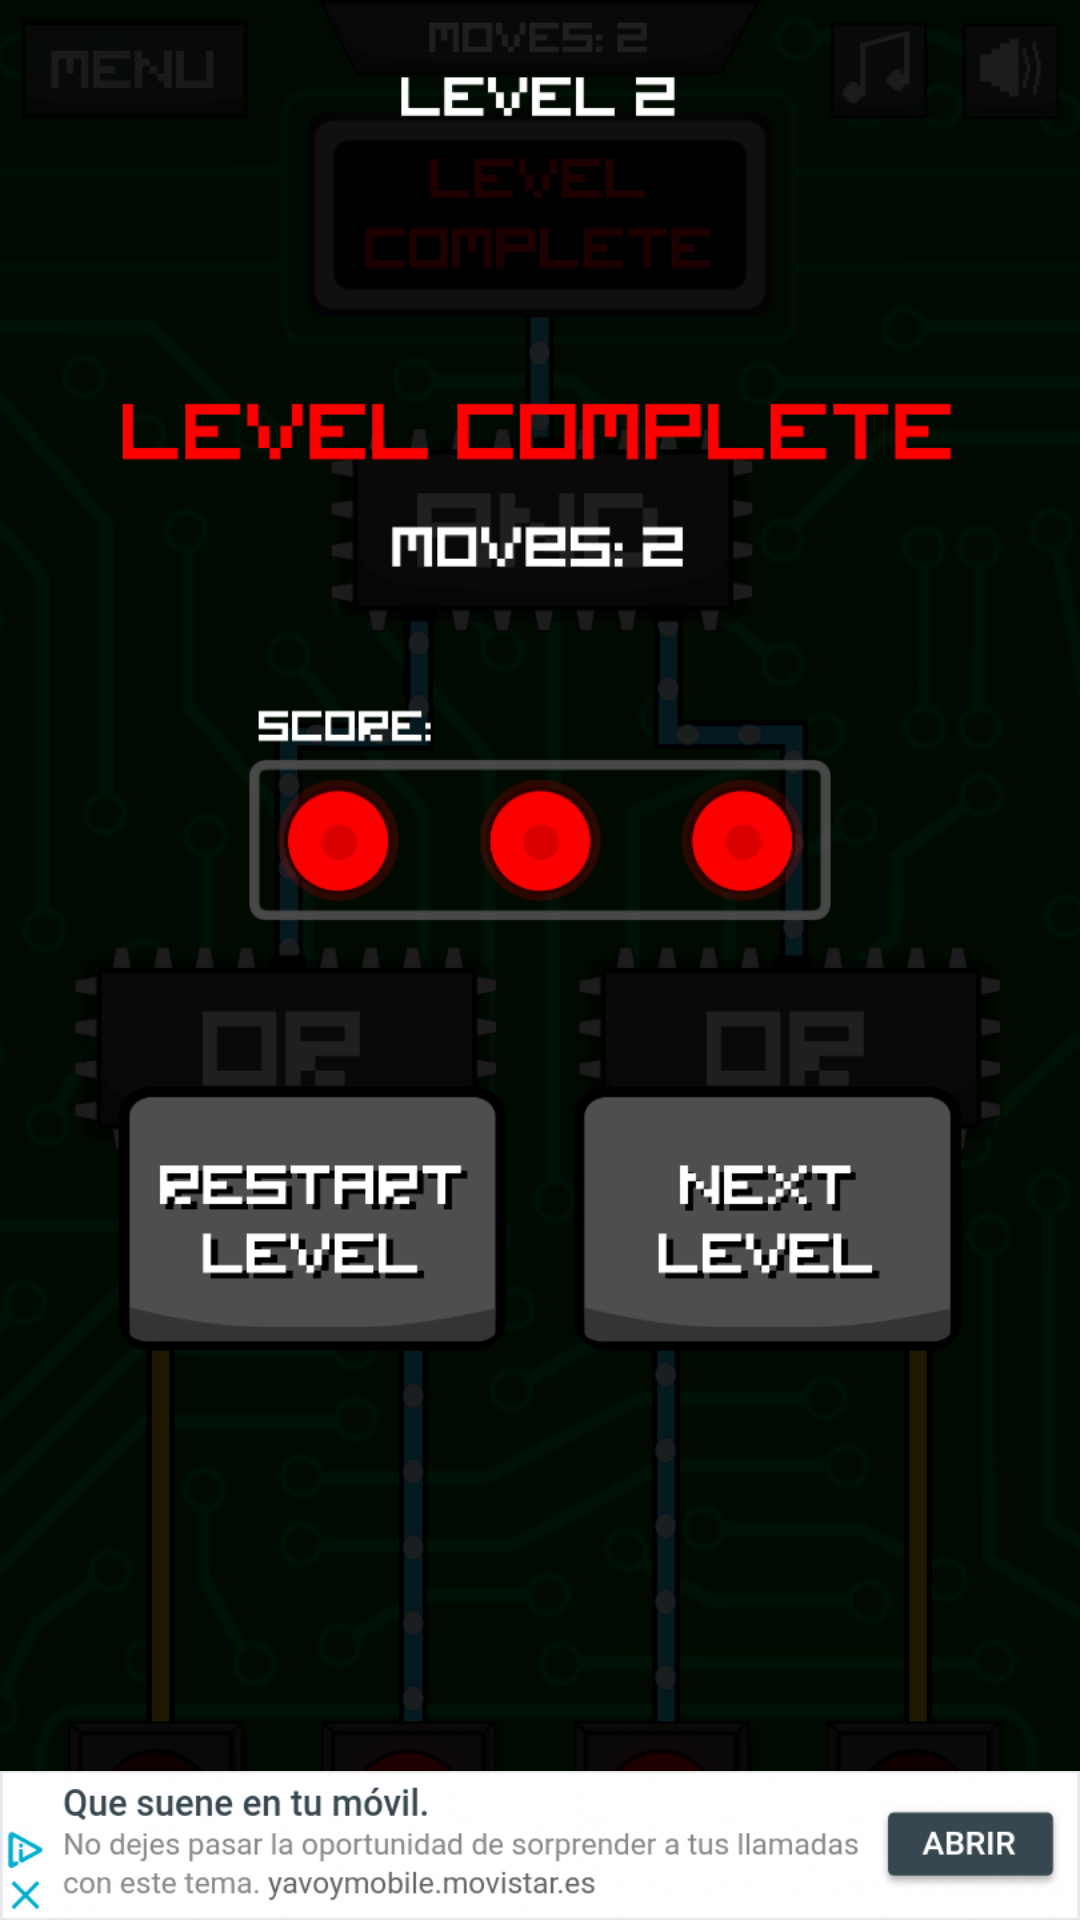 MOVES: 2
MENU
LEVEL 2
LEVEL
COMPLETE
LEVEL COMPLETE
AND
MOVES: 2
SCORE:
OR OR
RESTART
LEVEL
NEXT
LEVEL
Que suene en tu móvil.
No dejes pasar la oportunidad de sorprender a tus llamadas
con este tema. yavoymobile.movistar.es
ABRIR